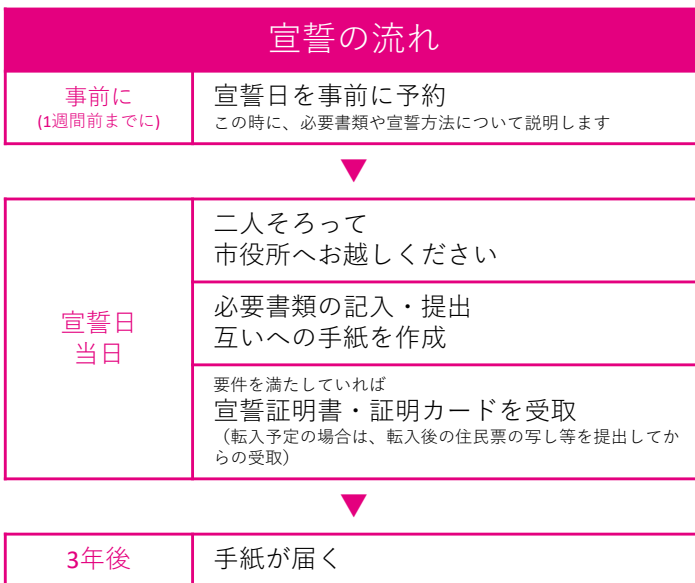 宣誓の流れ
事前に
(1週間前までに)
宣誓日を事前に予約
この時に、必要書類や宣誓方法について説明します
▼
宣誓日
当日
二人そろって
市役所へお越しください
必要書類の記入・提出
互いへの手紙を作成
要件を満たしていれば
宣誓証明書・証明カードを受取
（転入予定の場合は、転入後の住民票の写し等を提出してか
らの受取）
▼
3年後
手紙が届く